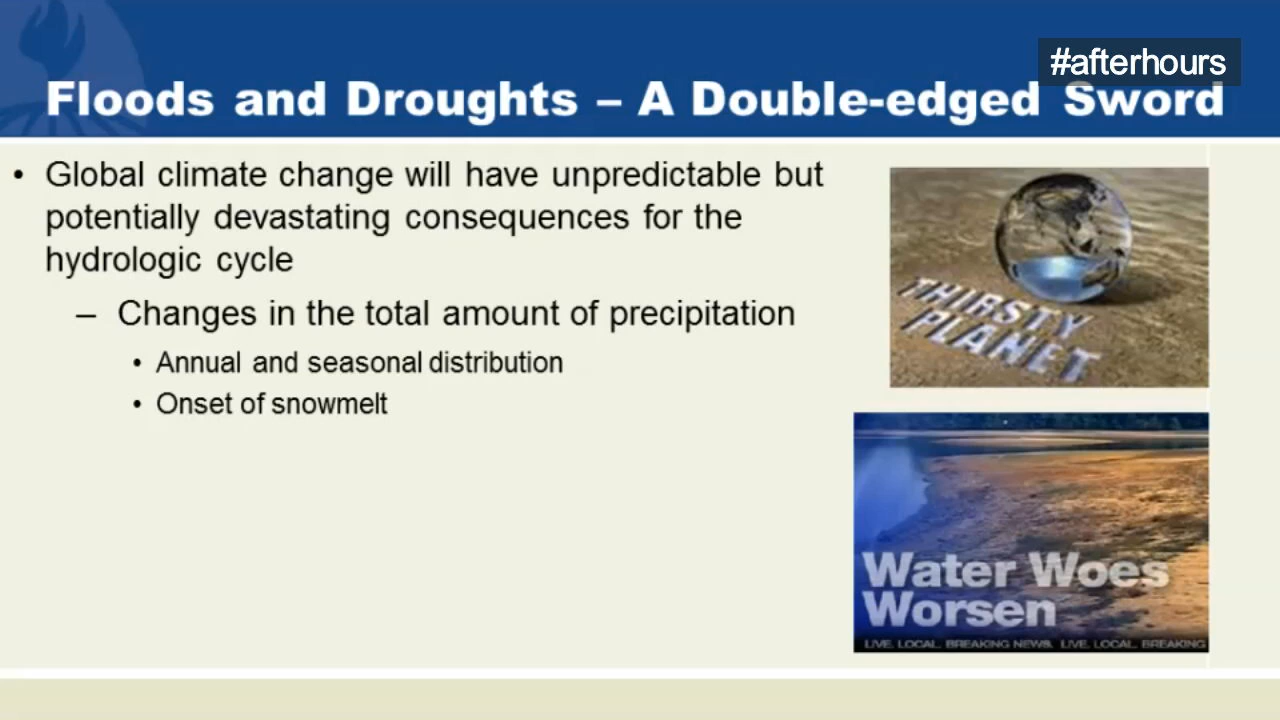 #afterhours
Floods and Droughts – A Double-edged Sword
• Global climate change will have unpredictable but
potentially devastating consequences for the
hydrologic cycle
– Changes in the total amount of precipitation
• Annual and seasonal distribution
• Onset of snowmelt
THIRSTY
PLANET
Water Woes
Worsen
LIVE. LOCAL. BREAKING NEWS. LIVE. LOCAL. BREAKING